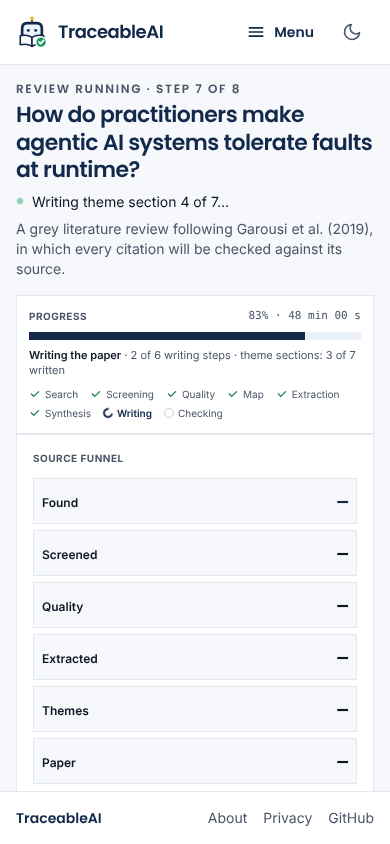 TraceableAI
Menu
REVIEW RUNNING · STEP 7 OF 8
How do practitioners make
agentic AI systems tolerate faults
at runtime?
Writing theme section 4 of 7…
A grey literature review following Garousi et al. (2019),
in which every citation will be checked against its
source.
PROGRESS 83% · 48 min 00 s
Writing the paper · 2 of 6 writing steps · theme sections: 3 of 7
written
Search Screening Quality Map Extraction
Synthesis Writing Checking
SOURCE FUNNEL
Found —
Screened —
Quality —
Extracted —
Themes —
Paper —
TraceableAI About Privacy GitHub